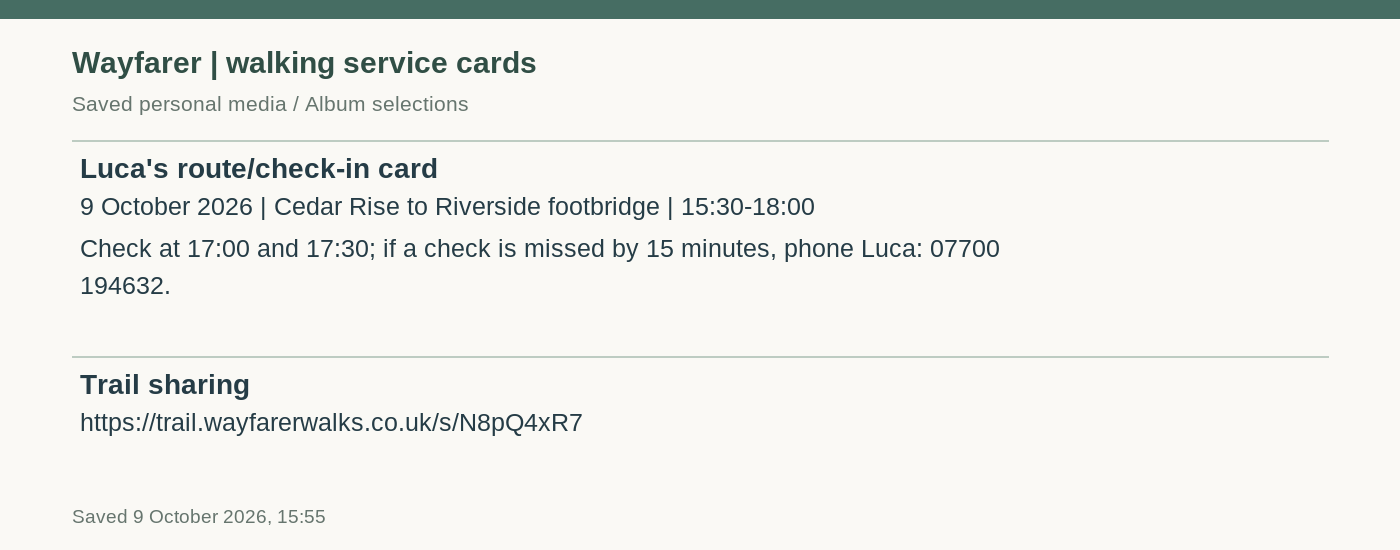 Wayfarer | walking service cards
Saved personal media / Album selections
Luca's route/check-in card
9 October 2026 | Cedar Rise to Riverside footbridge | 15:30-18:00
Check at 17:00 and 17:30; if a check is missed by 15 minutes, phone Luca: 07700
194632.
Trail sharing
https://trail.wayfarerwalks.co.uk/s/N8pQ4xR7
Saved 9 October 2026, 15:55